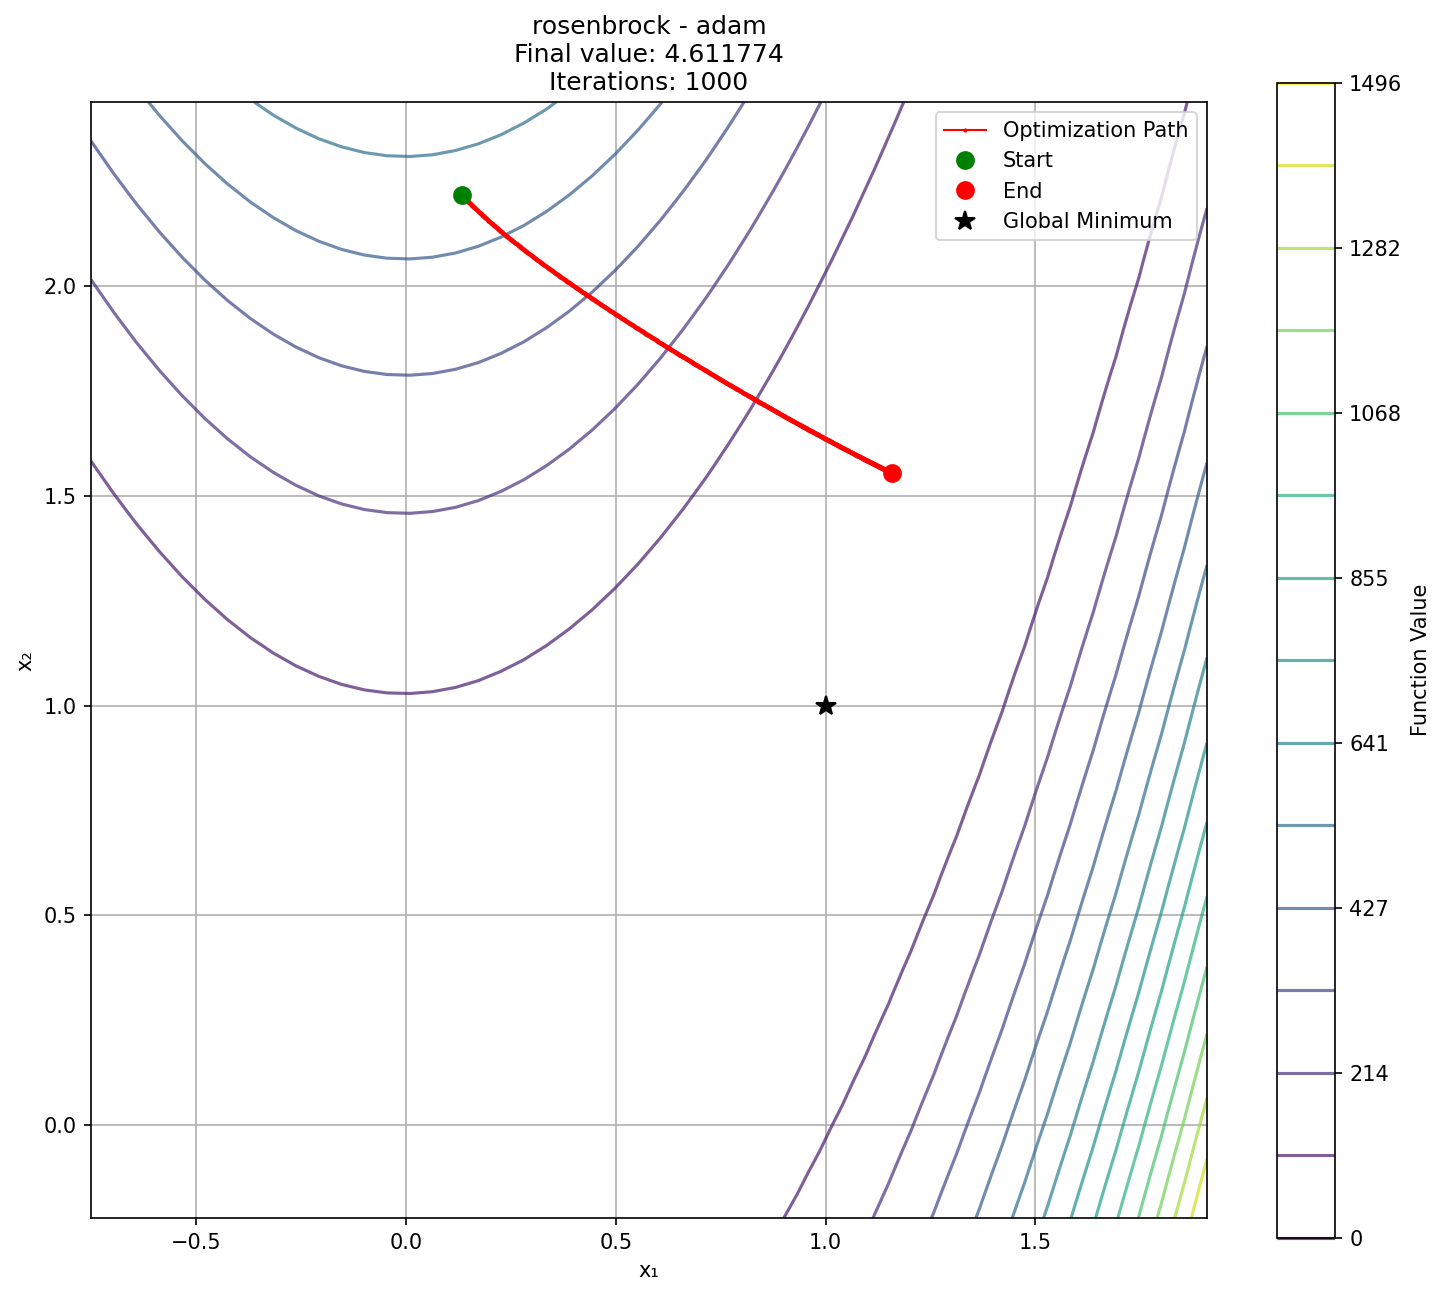 rosenbrock - adam
Final value: 4.611774
Iterations: 1000
Optimization Path
Start
End
Global Minimum
2.0
1.5
1.0
0.5
0.0
x₂
−0.5
0.0
0.5
1.0
1.5
x₁
1496
1282
1068
855
641
427
214
0
Function Value